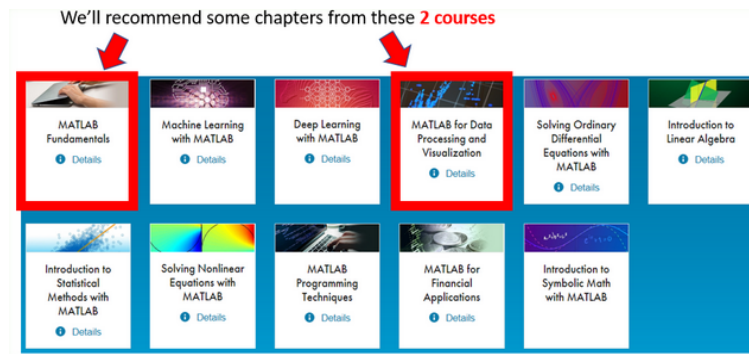 We'll recommend some chapters from these 2 courses
MATLAB
Fundamentals
Details
Machine Learning
with MATLAB
Details
Deep Learning
with MATLAB
Details
MATLAB for Data
Processing and
Visualization
Details
Solving Ordinary
Differential
Equations with
MATLAB
Details
Introduction to
Linear Algebra
Details
Introduction to
Statistical
Methods with
MATLAB
Details
Solving Nonlinear
Equations with
MATLAB
Details
MATLAB
Programming
Techniques
Details
MATLAB for
Financial
Applications
Details
Introduction to
Symbolic Math
with MATLAB